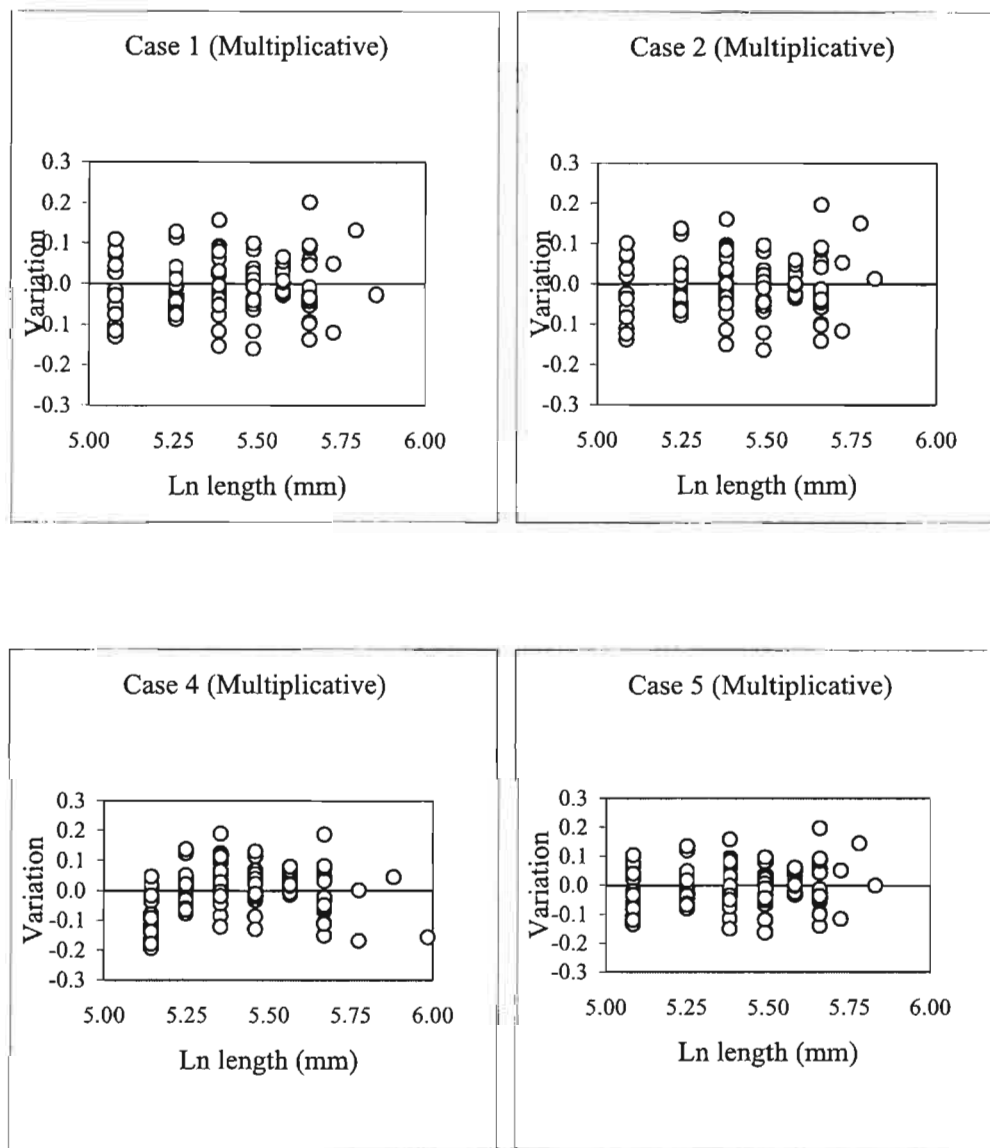 Case 1 (Multiplicative)
0.3
0.2
0.1
0.0
-0.1
-0.2
-0.3
Variation
5.00 5.25 5.50 5.75 6.00
Ln length (mm)
Case 2 (Multiplicative)
0.3
0.2
0.1
0.0
-0.1
-0.2
-0.3
Variation
5.00 5.25 5.50 5.75 6.00
Ln length (mm)
Case 4 (Multiplicative)
0.3
0.2
0.1
0.0
-0.1
-0.2
-0.3
Variation
5.00 5.25 5.50 5.75 6.00
Ln length (mm)
Case 5 (Multiplicative)
0.3
0.2
0.1
0.0
-0.1
-0.2
-0.3
Variation
5.00 5.25 5.50 5.75 6.00
Ln length (mm)